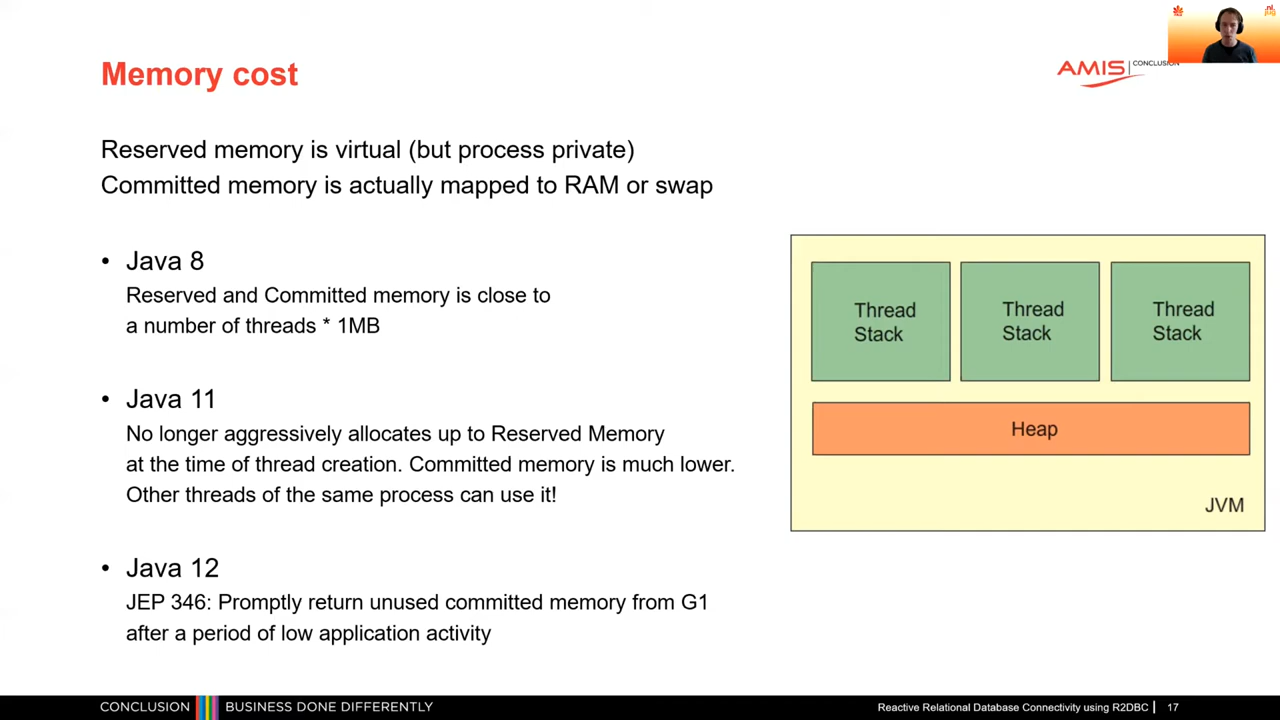 Memory cost
AMIS
CONCLUSION
nl
jug
Reserved memory is virtual (but process private)
Committed memory is actually mapped to RAM or swap
• Java 8
Reserved and Committed memory is close to
a number of threads * 1MB
• Java 11
No longer aggressively allocates up to Reserved Memory
at the time of thread creation. Committed memory is much lower.
Other threads of the same process can use it!
• Java 12
JEP 346: Promptly return unused committed memory from G1
after a period of low application activity
Thread
Stack
Thread
Stack
Thread
Stack
Heap
JVM
CONCLUSION BUSINESS DONE DIFFERENTLY
Reactive Relational Database Connectivity using R2DBC 17